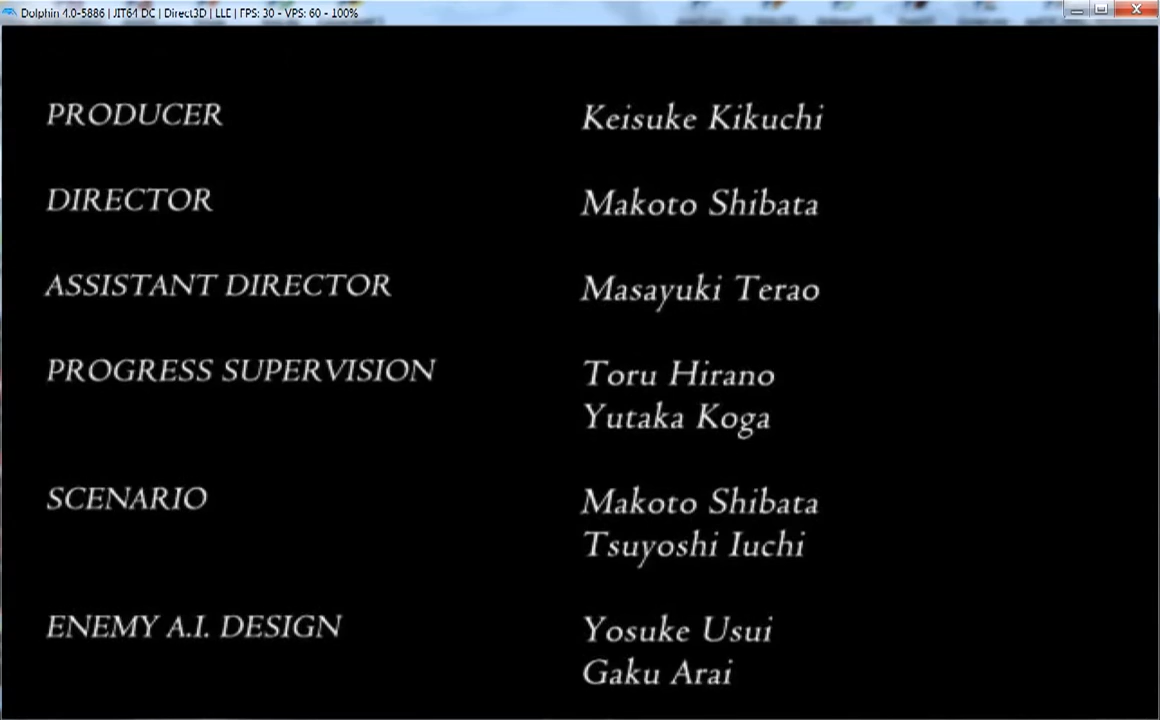 Dolphin 4.0-5886 | JIT64 DC | Direct3D | LLE | FPS: 30 - VPS: 60 - 100%
PRODUCER Keisuke Kikuchi
DIRECTOR Makoto Shibata
ASSISTANT DIRECTOR Masayuki Terao
PROGRESS SUPERVISION Toru Hirano
Yutaka Koga
SCENARIO Makoto Shibata
Tsuyoshi Iuchi
ENEMY A.I. DESIGN Yosuke Usui
Gaku Arai